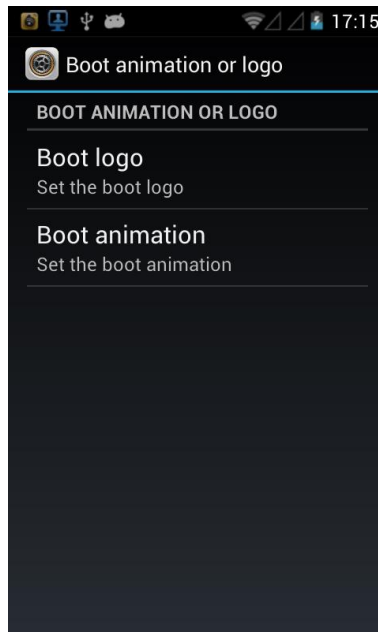 17:15
Boot animation or logo
BOOT ANIMATION OR LOGO
Boot logo
Set the boot logo
Boot animation
Set the boot animation